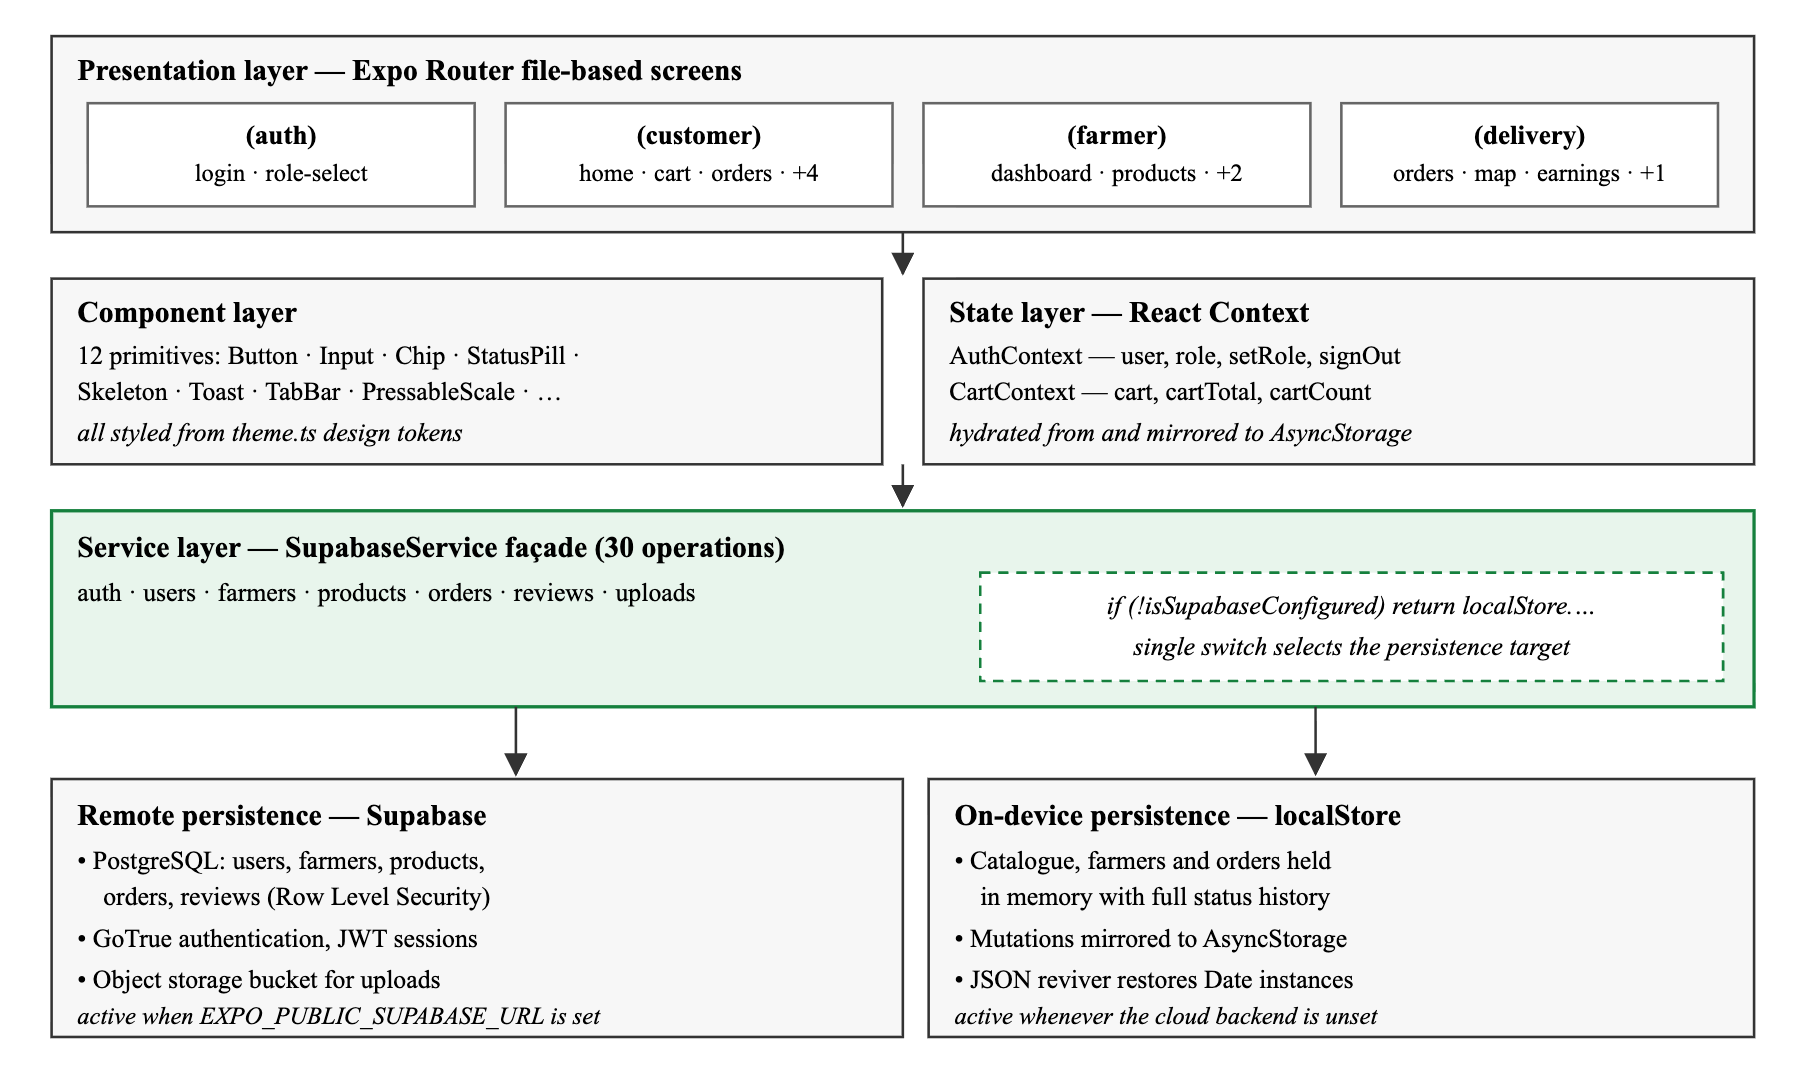 Presentation layer — Expo Router file-based screens
(auth)
login · role-select
(customer)
home · cart · orders · +4
(farmer)
dashboard · products · +2
(delivery)
orders · map · earnings · +1
Component layer
12 primitives: Button · Input · Chip · StatusPill ·
Skeleton · Toast · TabBar · PressableScale · …
all styled from theme.ts design tokens
State layer — React Context
AuthContext — user, role, setRole, signOut
CartContext — cart, cartTotal, cartCount
hydrated from and mirrored to AsyncStorage
Service layer — SupabaseService façade (30 operations)
auth · users · farmers · products · orders · reviews · uploads
if (!isSupabaseConfigured) return localStore.…
single switch selects the persistence target
Remote persistence — Supabase
• PostgreSQL: users, farmers, products,
orders, reviews (Row Level Security)
• GoTrue authentication, JWT sessions
• Object storage bucket for uploads
active when EXPO_PUBLIC_SUPABASE_URL is set
On-device persistence — localStore
• Catalogue, farmers and orders held
in memory with full status history
• Mutations mirrored to AsyncStorage
• JSON reviver restores Date instances
active whenever the cloud backend is unset